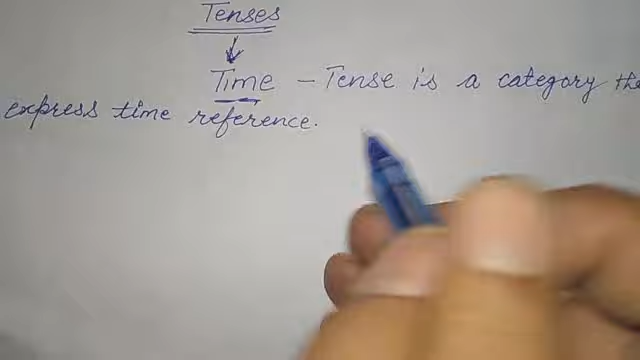 Tenses
Time - Tense is a category
express time reference.